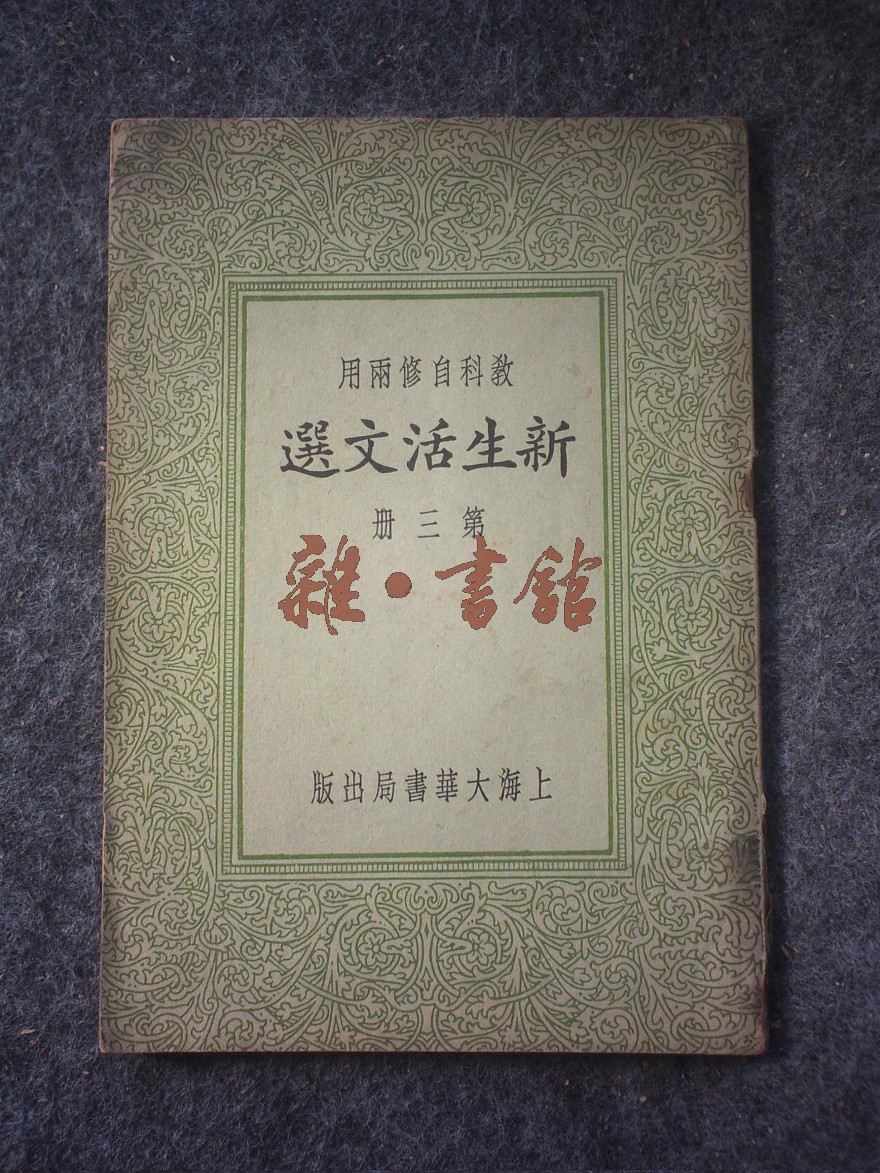 教科自修兩用
新生活文選
第三册
雜·書館
上海大華書局出版